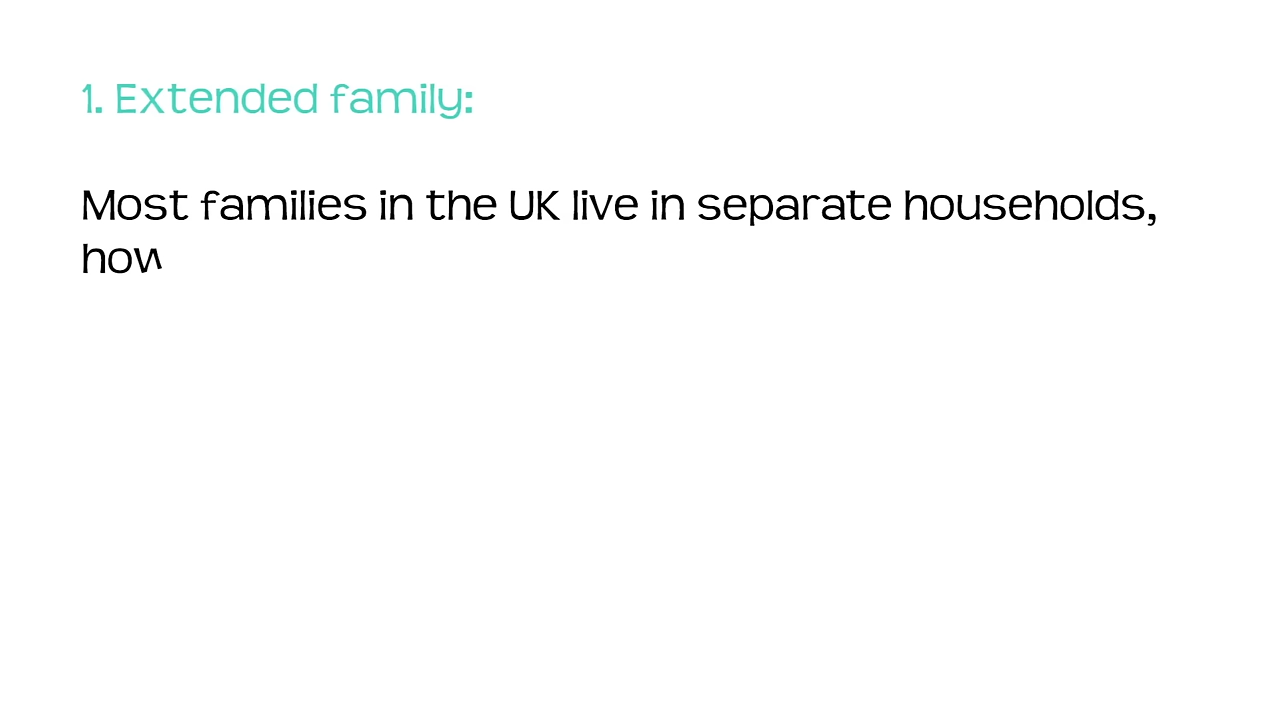 1. Extended family:
Most families in the UK live in separate households,
how